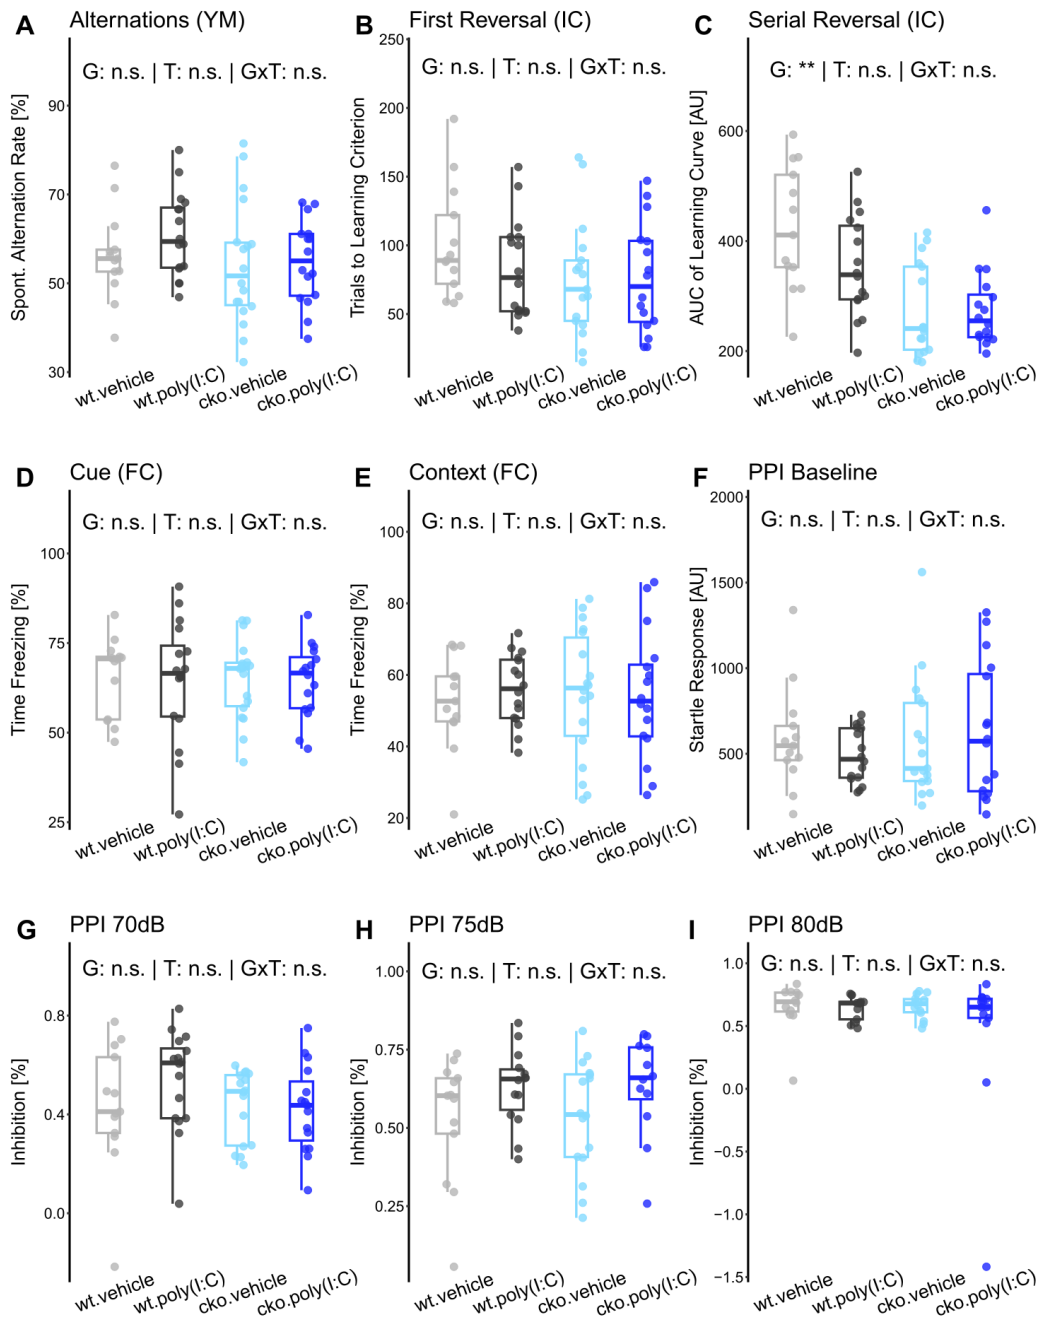 A Alternations (YM)
G: n.s. | T: n.s. | GxT: n.s.
Spont. Alternation Rate [%]
90
70
50
30
wt.vehicle
wt.poly(I:C)
cko.vehicle
cko.poly(I:C)
B First Reversal (IC)
G: n.s. | T: n.s. | GxT: n.s.
Trials to Learning Criterion
250
200
150
100
50
wt.vehicle
wt.poly(I:C)
cko.vehicle
cko.poly(I:C)
C Serial Reversal (IC)
G: ** | T: n.s. | GxT: n.s.
AUC of Learning Curve [AU]
600
400
200
wt.vehicle
wt.poly(I:C)
cko.vehicle
cko.poly(I:C)
D Cue (FC)
G: n.s. | T: n.s. | GxT: n.s.
Time Freezing [%]
100
75
50
25
wt.vehicle
wt.poly(I:C)
cko.vehicle
cko.poly(I:C)
E Context (FC)
G: n.s. | T: n.s. | GxT: n.s.
Time Freezing [%]
100
80
60
40
20
wt.vehicle
wt.poly(I:C)
cko.vehicle
cko.poly(I:C)
F PPI Baseline
G: n.s. | T: n.s. | GxT: n.s.
Startle Response [AU]
2000
1500
1000
500
wt.vehicle
wt.poly(I:C)
cko.vehicle
cko.poly(I:C)
G PPI 70dB
G: n.s. | T: n.s. | GxT: n.s.
Inhibition [%]
0.8
0.4
0.0
wt.vehicle
wt.poly(I:C)
cko.vehicle
cko.poly(I:C)
H PPI 75dB
G: n.s. | T: n.s. | GxT: n.s.
Inhibition [%]
1.00
0.75
0.50
0.25
wt.vehicle
wt.poly(I:C)
cko.vehicle
cko.poly(I:C)
I PPI 80dB
G: n.s. | T: n.s. | GxT: n.s.
Inhibition [%]
1.0
0.5
0.0
−0.5
−1.0
−1.5
wt.vehicle
wt.poly(I:C)
cko.vehicle
cko.poly(I:C)